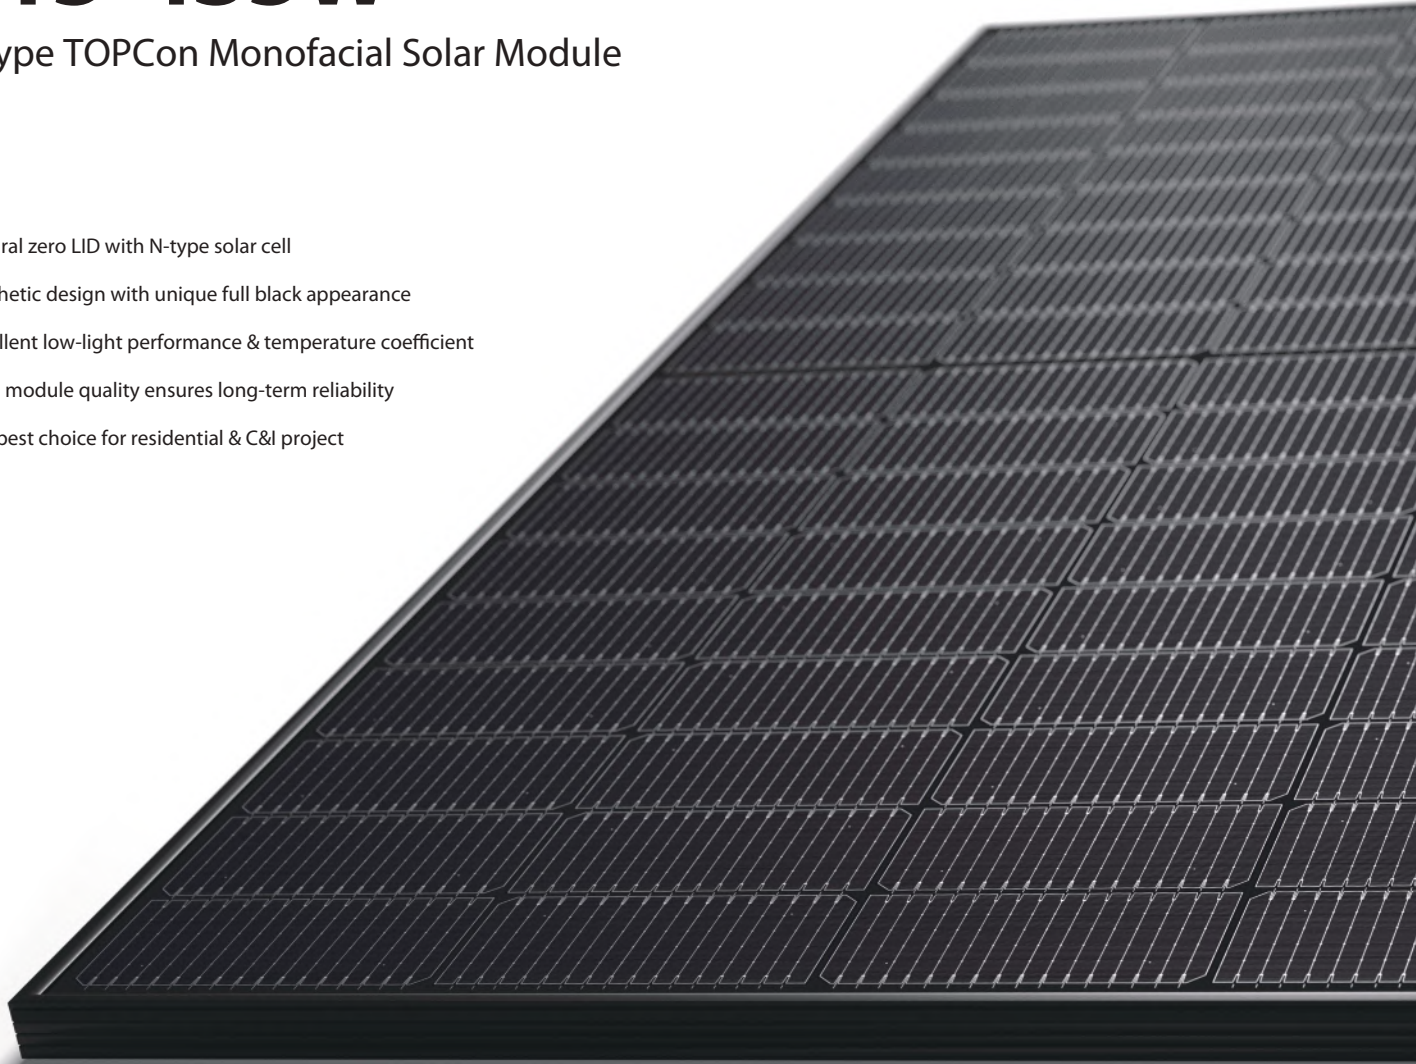 ype TOPCon Monofacial Solar Module
ral zero LID with N-type solar cell
hetic design with unique full black appearance
llent low-light performance & temperature coefficient
module quality ensures long-term reliability
best choice for residential & C&I project